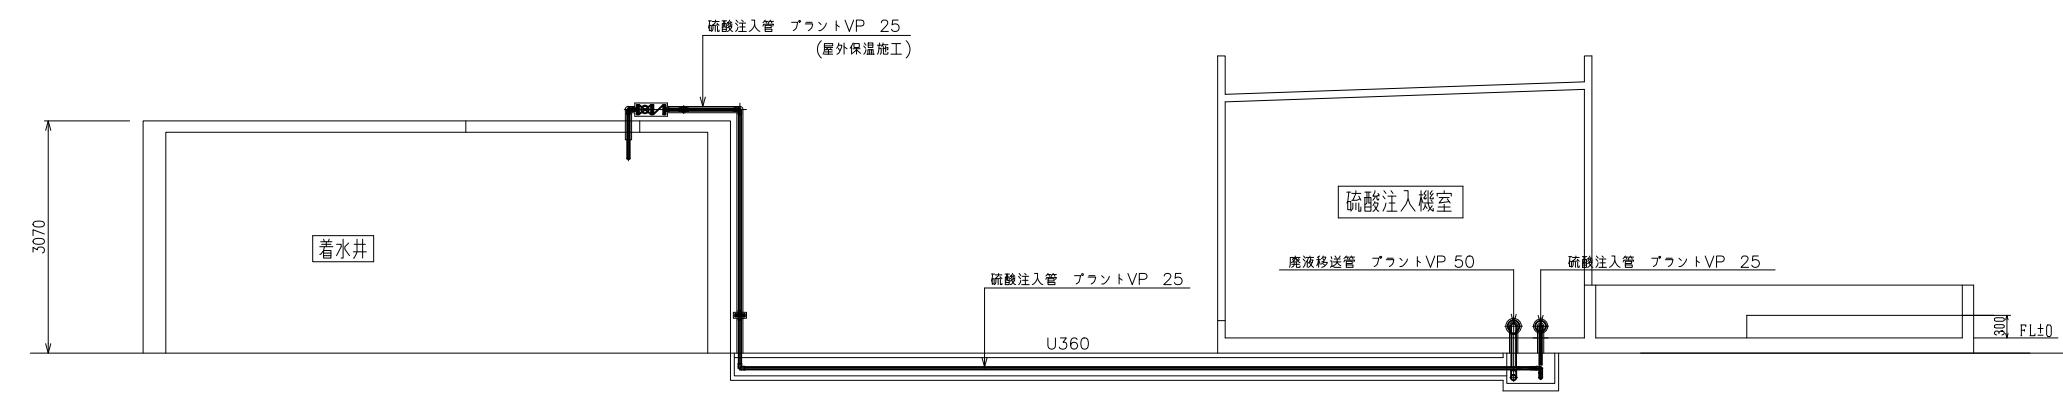 硫酸注入管　プラントVP　25
(屋外保温施工)
硫酸注入機室
3070
着水井
廃液移送管　プラントVP 50
硫酸注入管　プラントVP　25
硫酸注入管　プラントVP　25
300
FL±0
U360